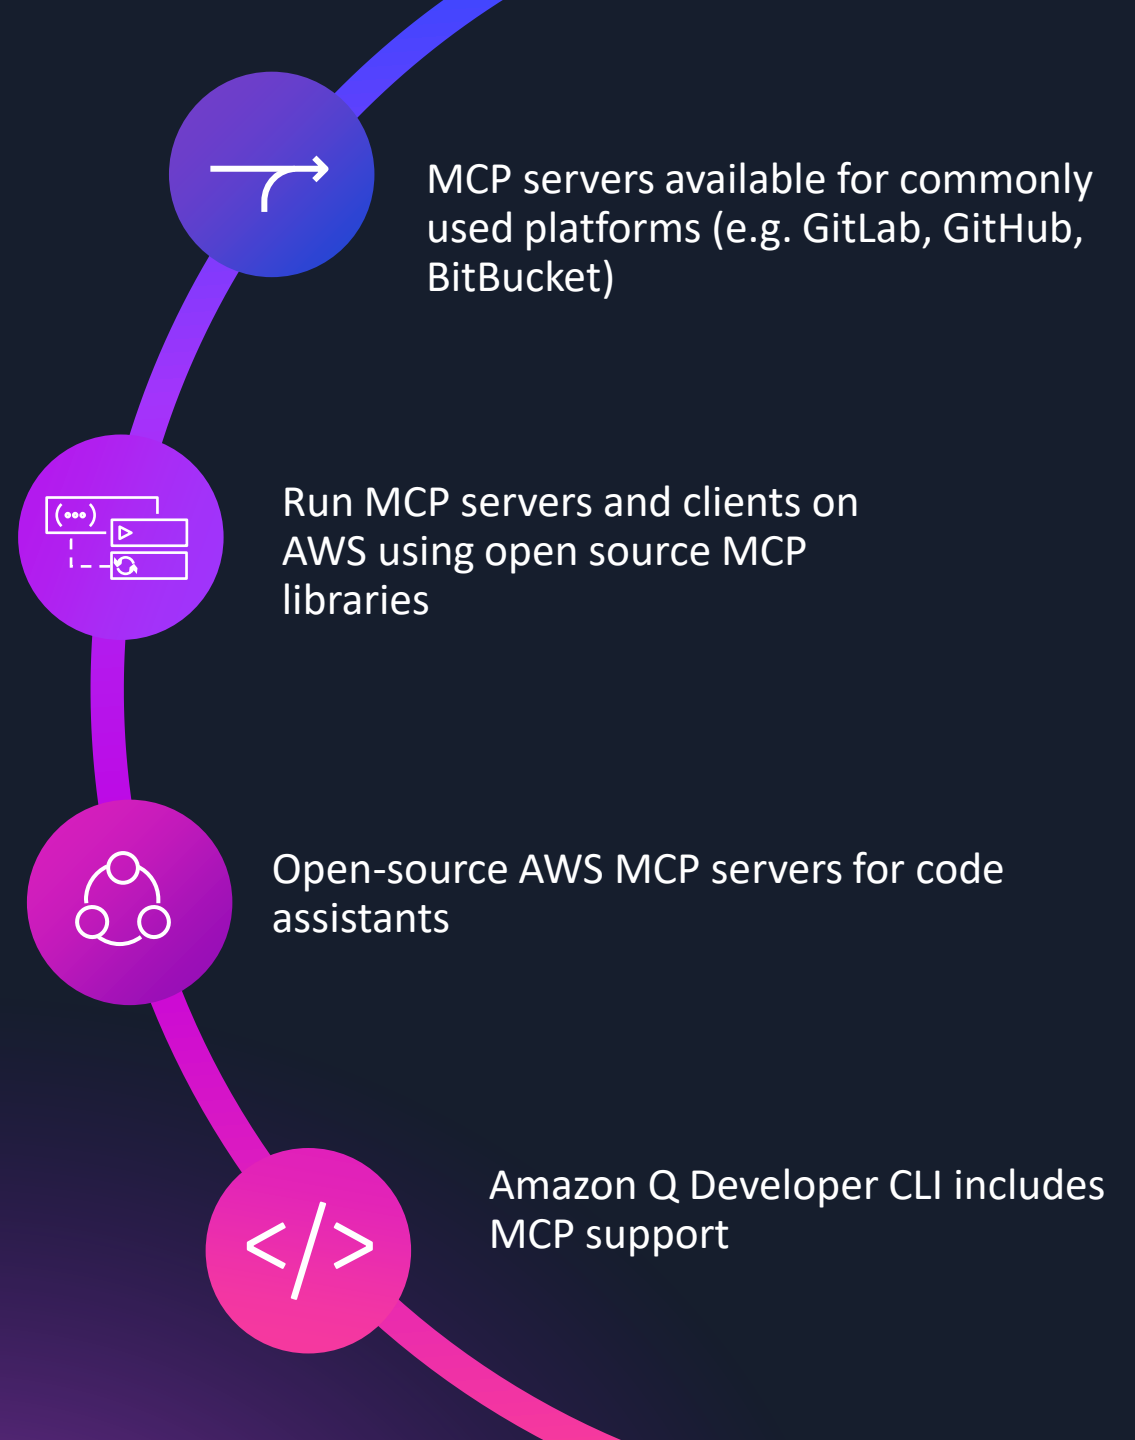 MCP servers available for commonly
used platforms (e.g. GitLab, GitHub,
BitBucket)
Run MCP servers and clients on
AWS using open source MCP
libraries
Open-source AWS MCP servers for code
assistants
Amazon Q Developer CLI includes
MCP support